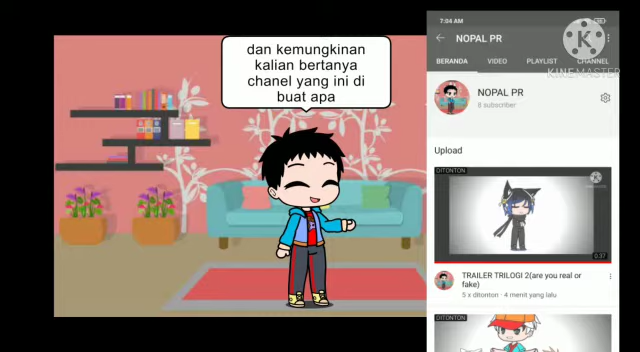 dan kemungkinan
kalian bertanya
chanel yang ini di
buat apa
7:04 AM
NOPAL PR
KINEMASTER
BERANDA
VIDEO
PLAYLIST
CHANNEL
NOPAL PR
8 subscriber
Upload
DITONTON
0.37
TRAILER TRILOGI 2(are you real or
fake)
5 x ditonton · 4 menit yang lalu
DITONTON